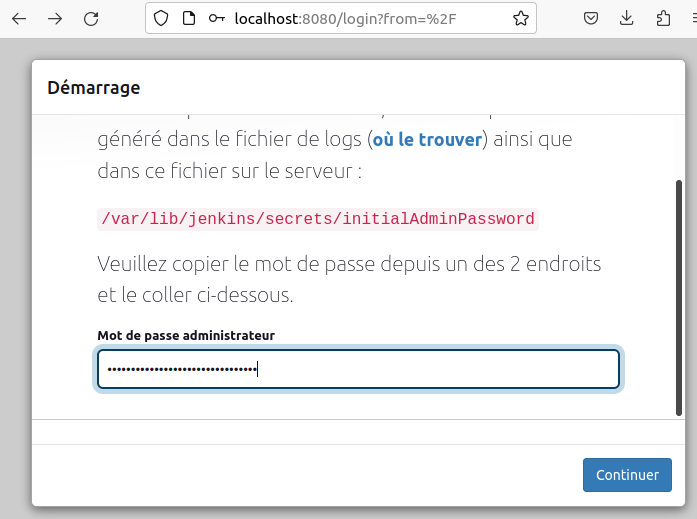 localhost:8080/login?from=%2F
Démarrage
généré dans le fichier de logs (où le trouver) ainsi que
dans ce fichier sur le serveur :
/var/lib/jenkins/secrets/initialAdminPassword
Veuillez copier le mot de passe depuis un des 2 endroits
et le coller ci-dessous.
Mot de passe administrateur
••••••••••••••••••••••••••••••••
Continuer